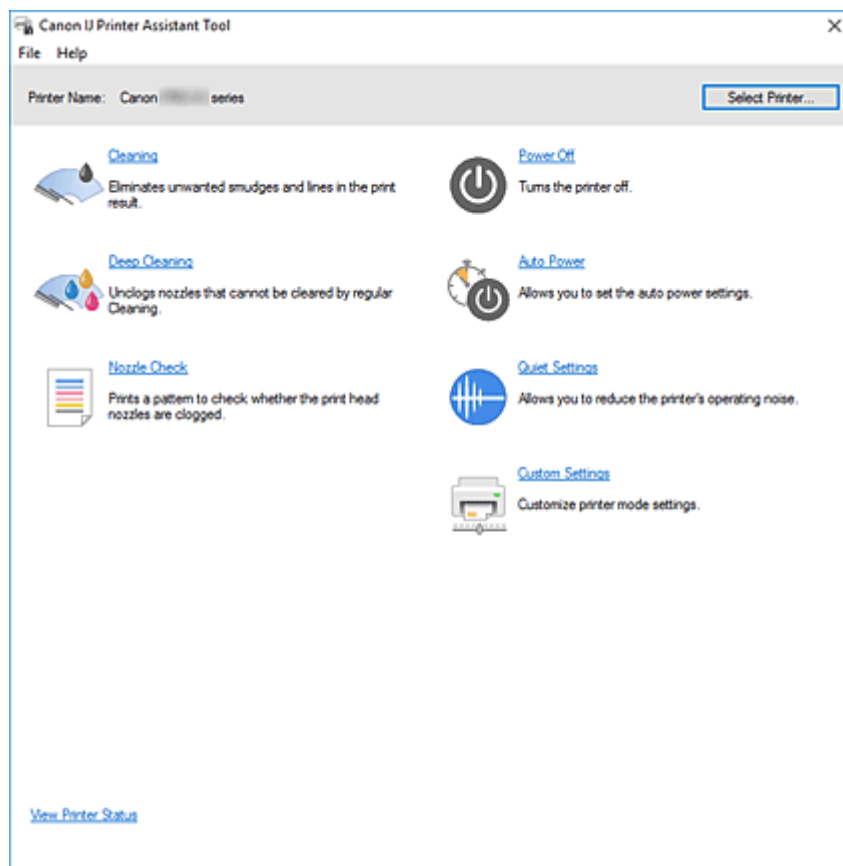 Canon IJ Printer Assistant Tool
File Help
Printer Name: Canon series
Select Printer...
Cleaning
Eliminates unwanted smudges and lines in the print
result.
Deep Cleaning
Unclogs nozzles that cannot be cleared by regular
Cleaning.
Nozzle Check
Prints a pattern to check whether the print head
nozzles are clogged.
Power Off
Turns the printer off.
Auto Power
Allows you to set the auto power settings.
Quiet Settings
Allows you to reduce the printer's operating noise.
Custom Settings
Customize printer mode settings.
View Printer Status